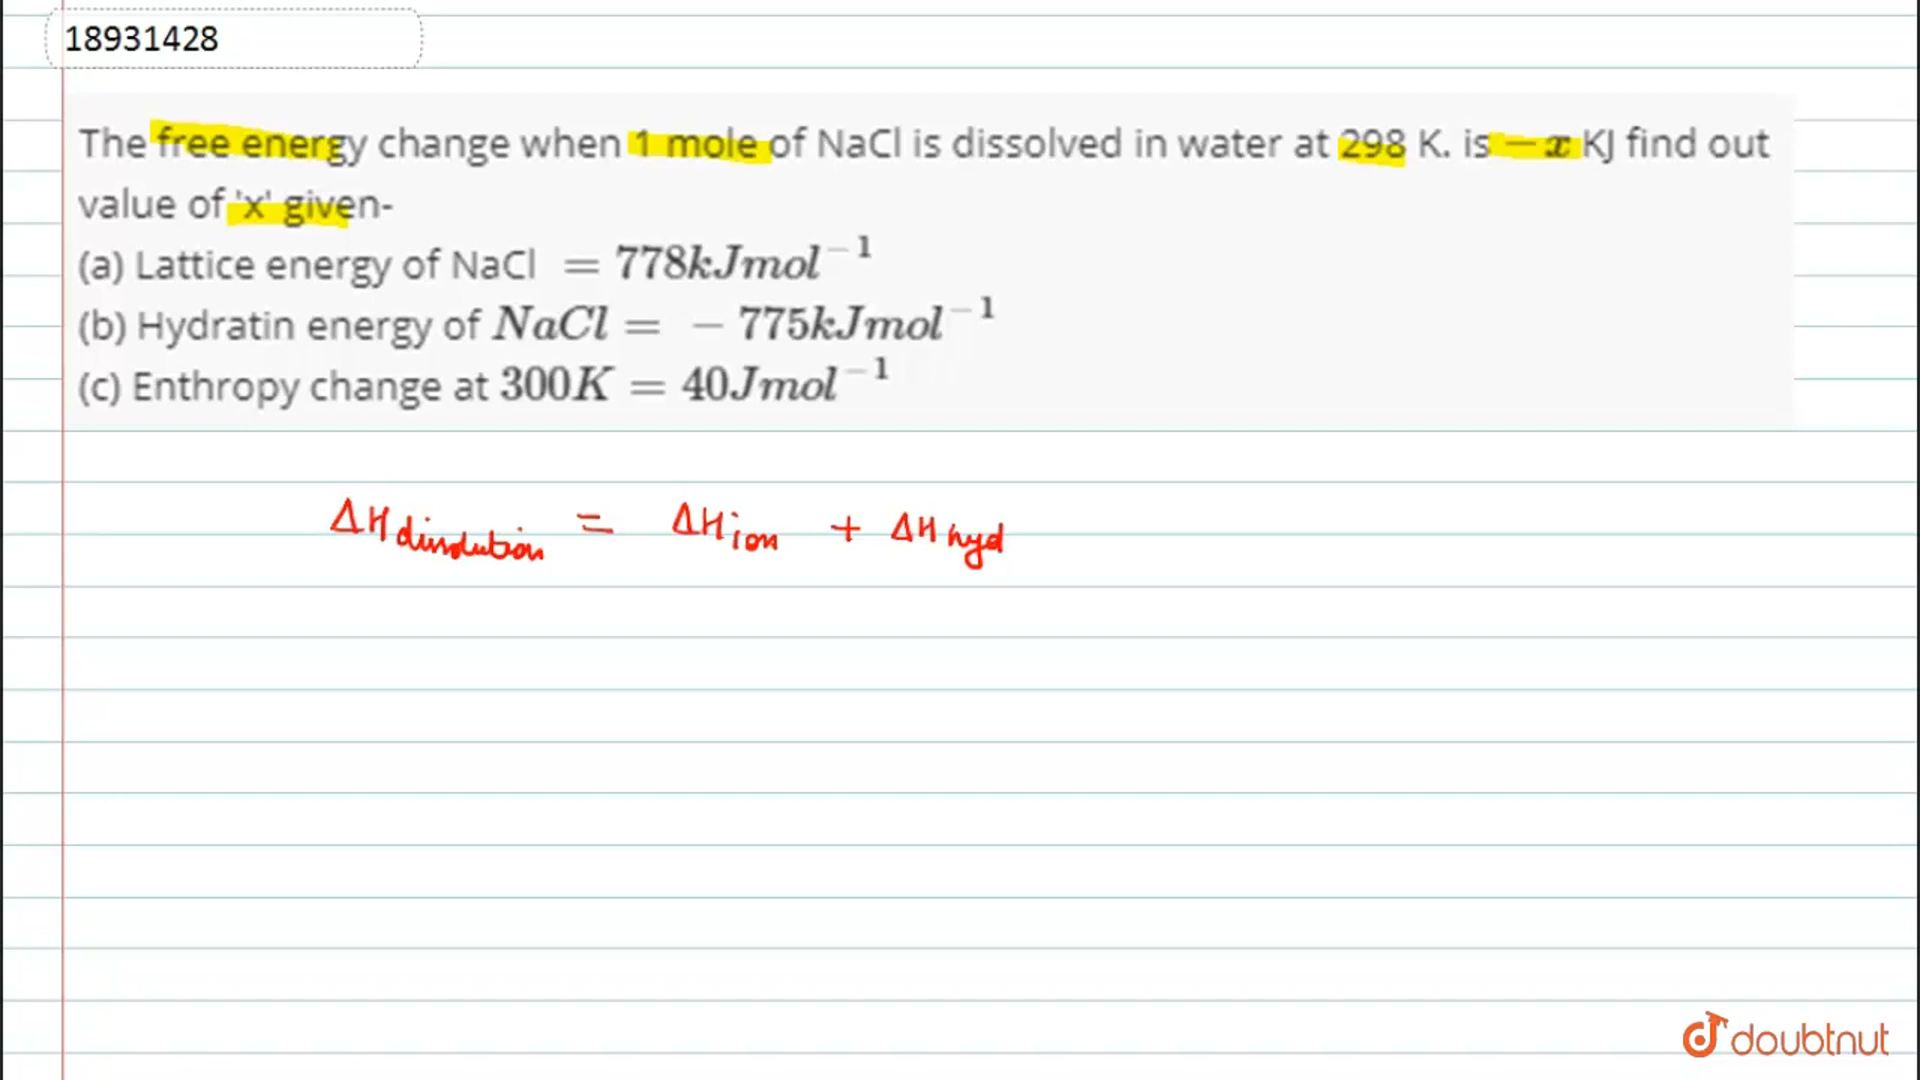 18931428
The free energy change when 1 mole of NaCl is dissolved in water at 298 K. is −x KJ find out
value of 'x' given-
(a) Lattice energy of NaCl = 778kJmol⁻¹
(b) Hydratin energy of NaCl = − 775kJmol⁻¹
(c) Enthropy change at 300K = 40Jmol⁻¹
ΔH dissolution = ΔH ion + ΔH hyd
doubtnut